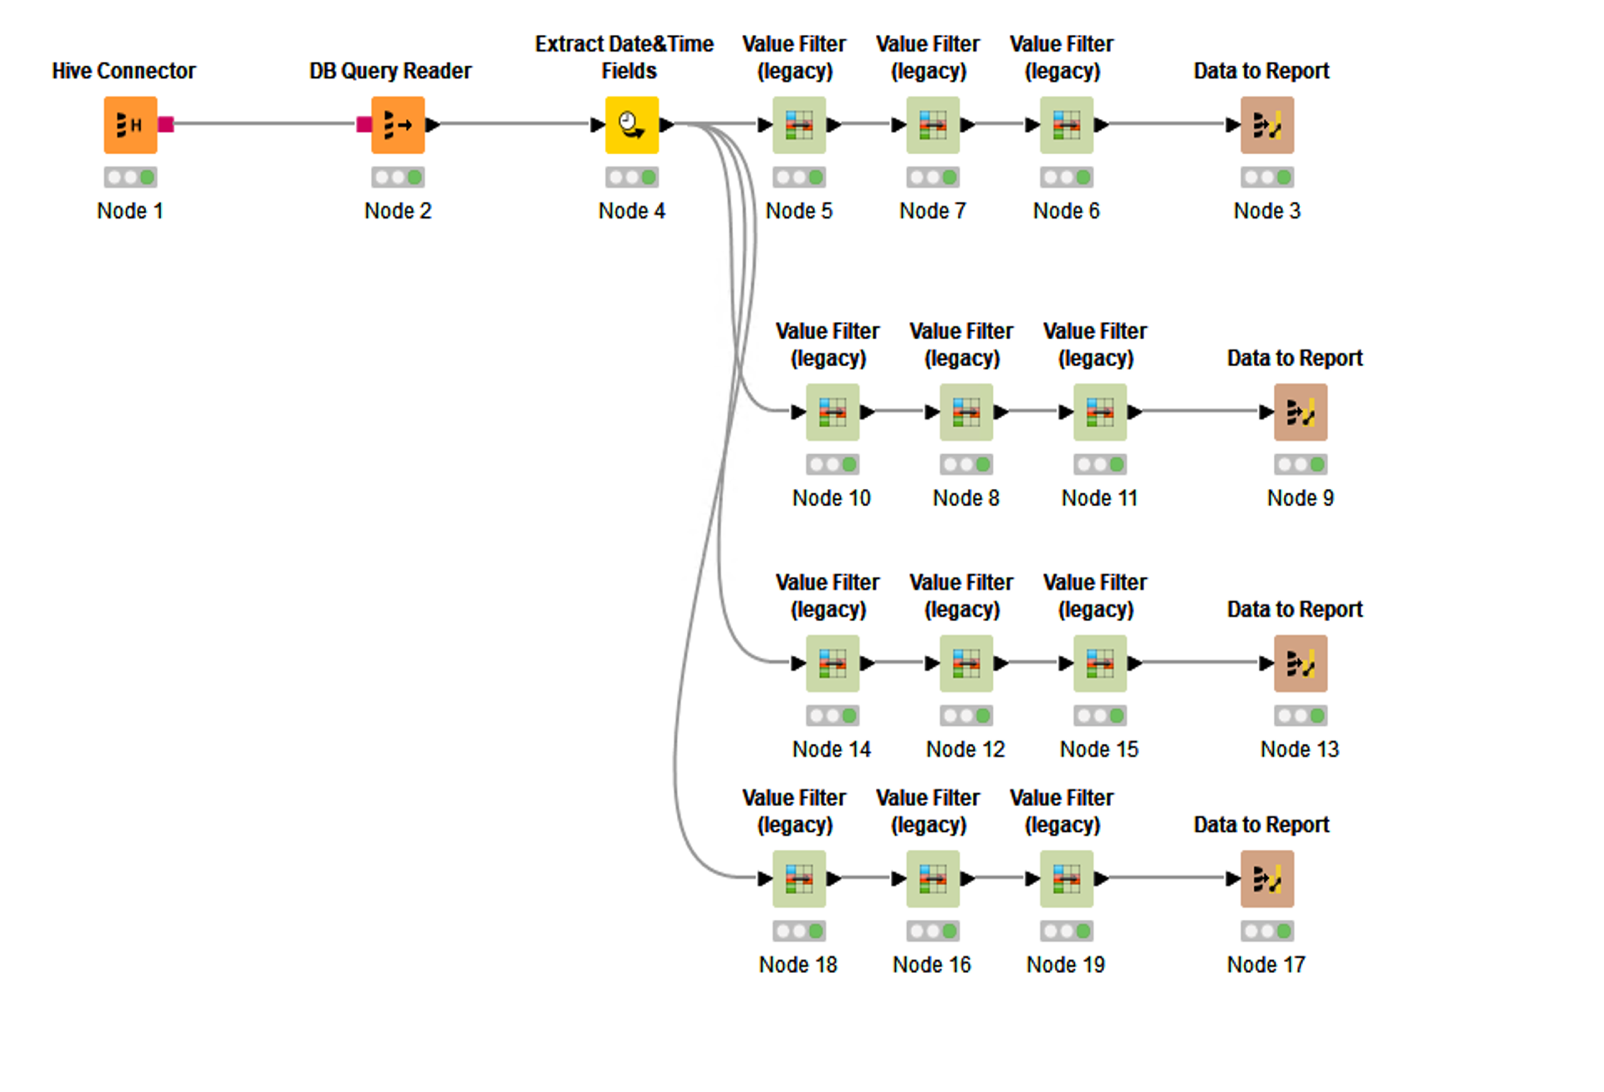 Hive Connector
Node 1
DB Query Reader
Node 2
Extract Date&Time
Fields
Node 4
Value Filter
(legacy)
Node 5
Value Filter
(legacy)
Node 7
Value Filter
(legacy)
Node 6
Data to Report
Node 3
Value Filter
(legacy)
Node 10
Value Filter
(legacy)
Node 8
Value Filter
(legacy)
Node 11
Data to Report
Node 9
Value Filter
(legacy)
Node 14
Value Filter
(legacy)
Node 12
Value Filter
(legacy)
Node 15
Data to Report
Node 13
Value Filter
(legacy)
Node 18
Value Filter
(legacy)
Node 16
Value Filter
(legacy)
Node 19
Data to Report
Node 17
H